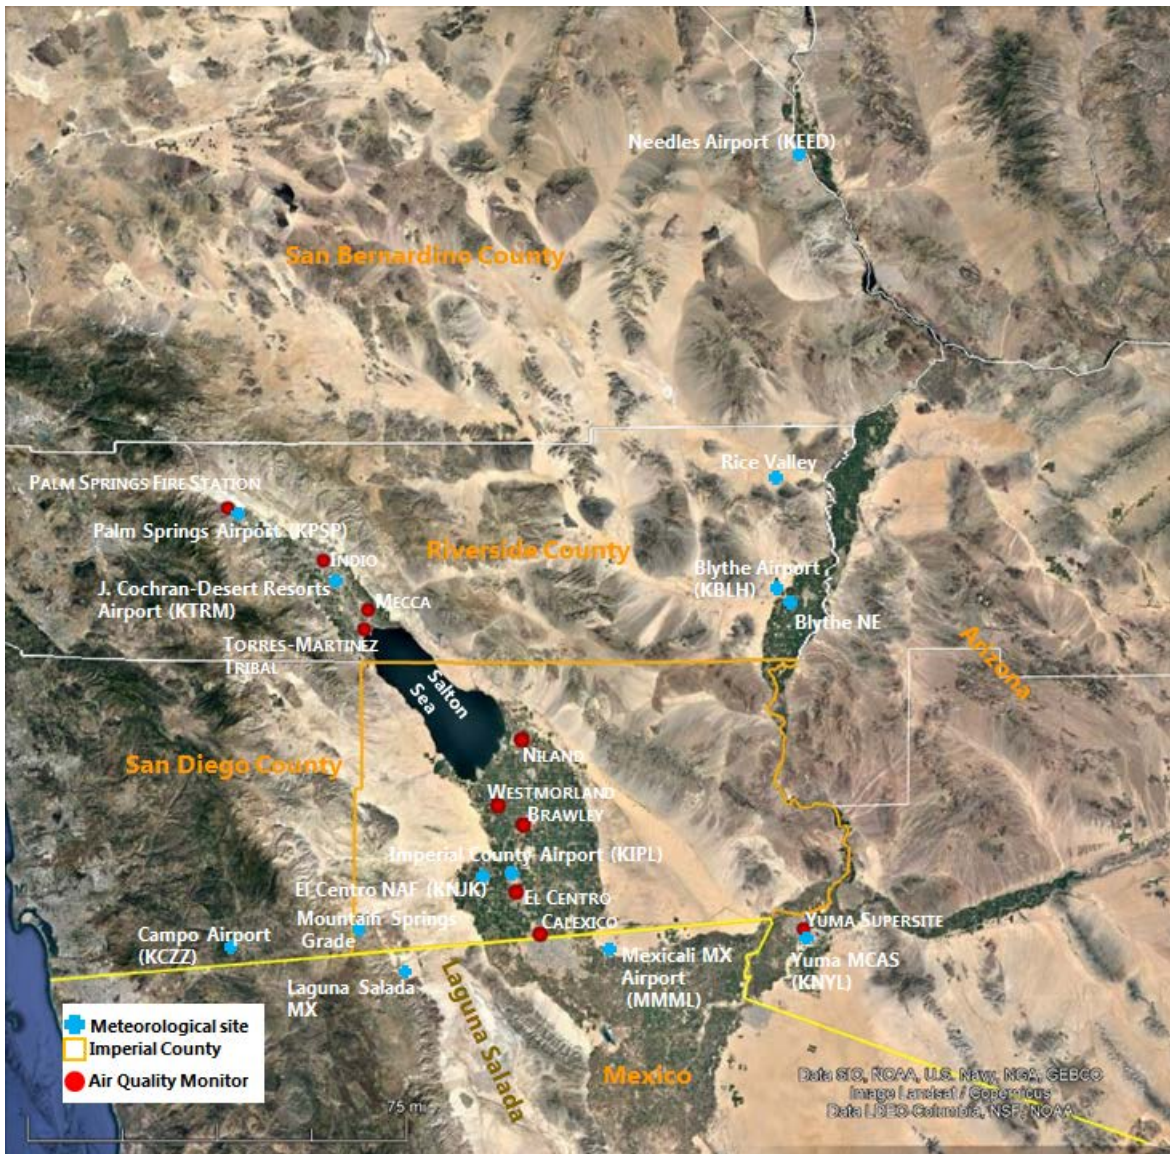 Needles Airport (KEED)
San Bernardino County
Rice Valley
PALM SPRINGS FIRE STATION
Palm Springs Airport (KPSP)
Riverside County
INDIO
Blythe Airport
(KBLH)
J. Cochran-Desert Resorts
Airport (KTRM)
MECCA
Blythe NE
TORRES-MARTINEZ
TRIBAL
Arizona
Salton
Sea
San Diego County
NILAND
WESTMORLAND
BRAWLEY
Imperial County Airport (KIPL)
El Centro NAF (KNJK)
EL CENTRO
Mountain Springs
Grade
CALEXICO
YUMA SUPERSITE
Campo Airport
(KCZZ)
Mexicali MX
Airport
(MMML)
Yuma MCAS
(KNYL)
Laguna Salada
MX
Laguna Salada
Meteorological site
Imperial County
Air Quality Monitor
Mexico
75 mi
Data SIO, NOAA, U.S. Navy, NGA, GEBCO
Image Landsat / Copernicus
Data LDEO-Columbia, NSF, NOAA